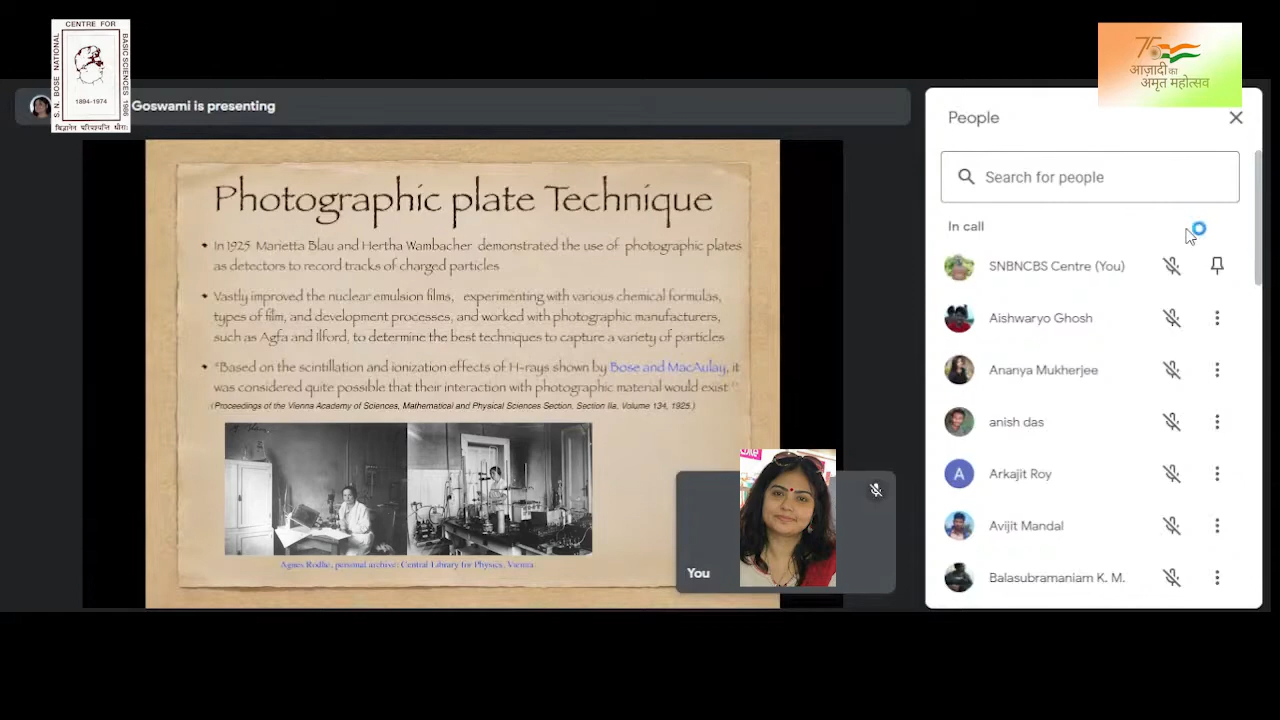 CENTRE FOR
S. N. BOSE NATIONAL
BASIC SCIENCES 1986
1894-1974
75
आज़ादी का
अमृत महोत्सव
Goswami is presenting
Photographic plate Technique
• In 1925 Marietta Blau and Hertha Wambacher demonstrated the use of photographic plates
as detectors to record tracks of charged particles
• Vastly improved the nuclear emulsion films, experimenting with various chemical formulas,
types of film, and development processes, and worked with photographic manufacturers,
such as Agfa and Ilford, to determine the best techniques to capture a variety of particles
• "Based on the scintillation and ionization effects of H-rays shown by Bose and MacAulay, it
was considered quite possible that their interaction with photographic material would exist "
(Proceedings of the Vienna Academy of Sciences, Mathematical and Physical Sciences Section, Section IIa, Volume 134, 1925.)
Agnes Rodhe, personal archive: Central Library for Physics, Vienna
You
People
Search for people
In call
SNBNCBS Centre (You)
Aishwaryo Ghosh
Ananya Mukherjee
anish das
A
Arkajit Roy
Avijit Mandal
Balasubramaniam K. M.